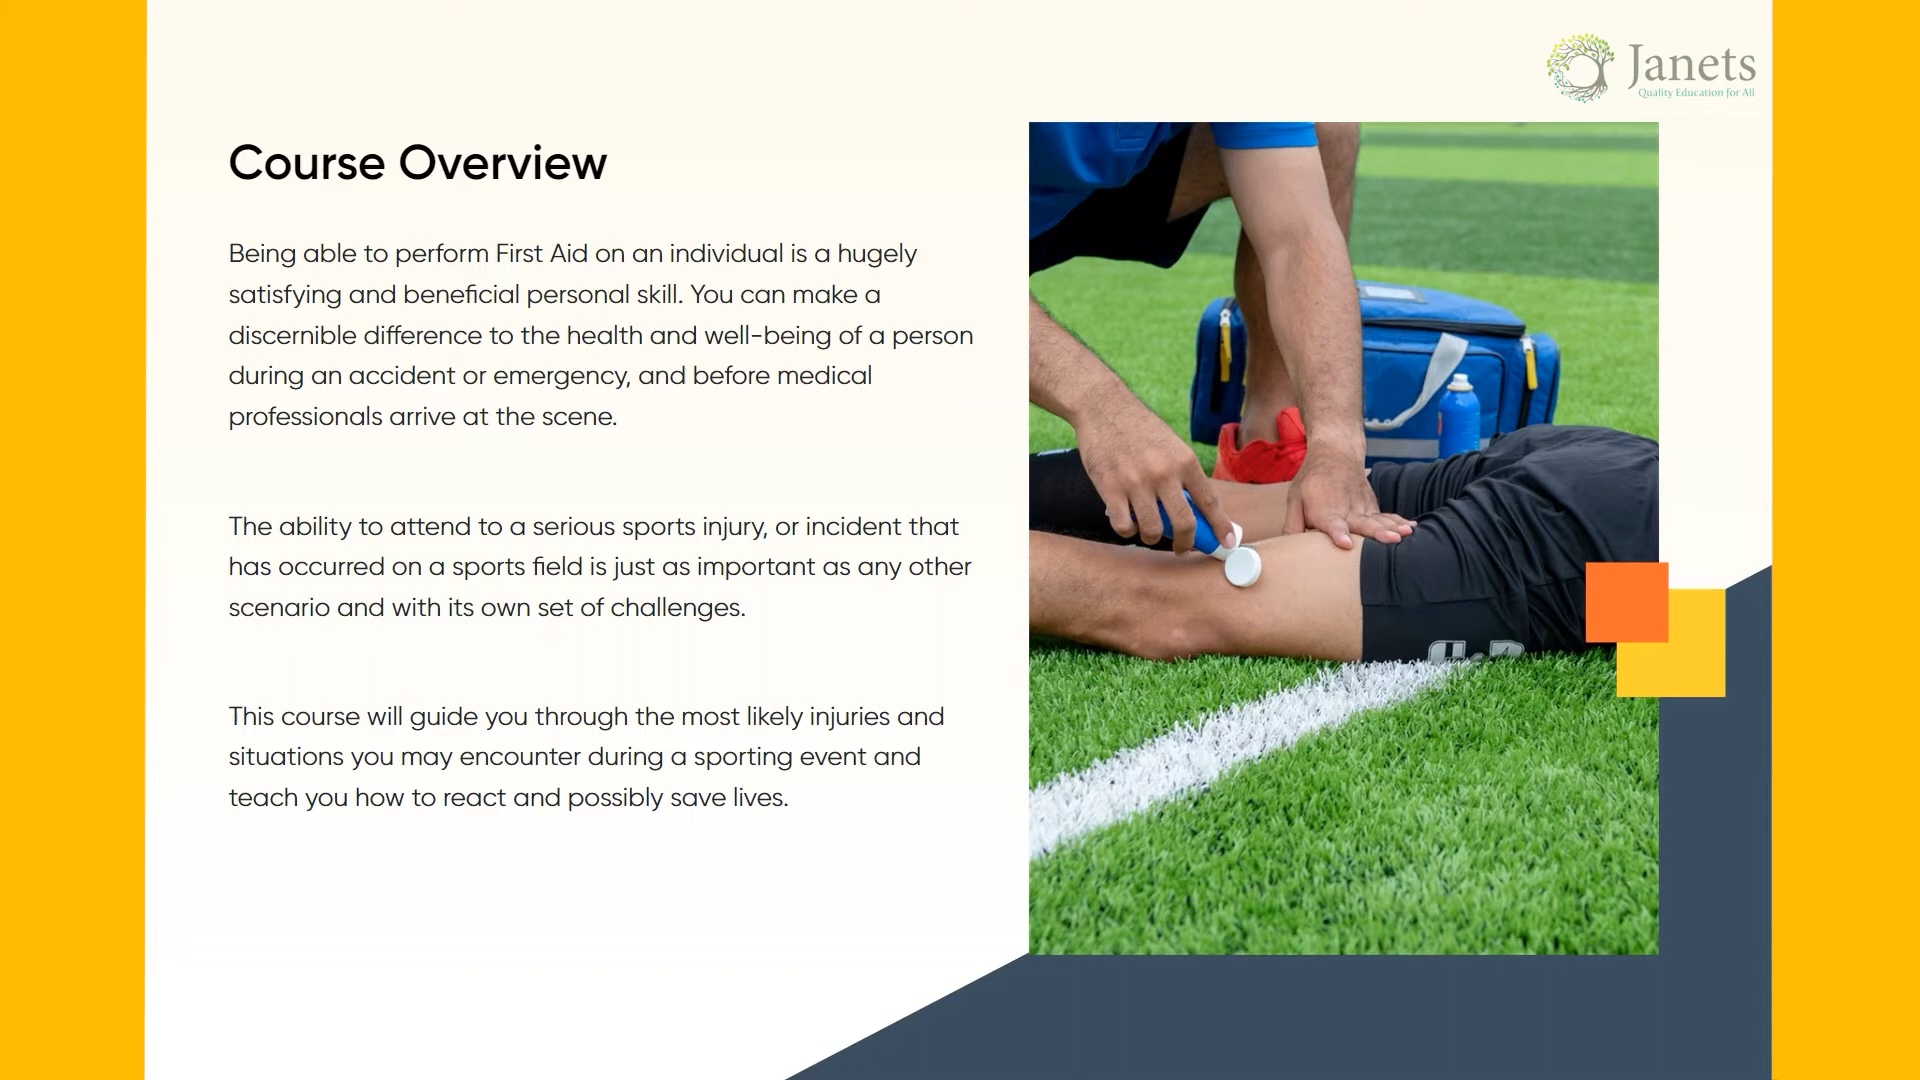 Janets
Quality Education for All
Course Overview
Being able to perform First Aid on an individual is a hugely
satisfying and beneficial personal skill. You can make a
discernible difference to the health and well-being of a person
during an accident or emergency, and before medical
professionals arrive at the scene.
The ability to attend to a serious sports injury, or incident that
has occurred on a sports field is just as important as any other
scenario and with its own set of challenges.
This course will guide you through the most likely injuries and
situations you may encounter during a sporting event and
teach you how to react and possibly save lives.